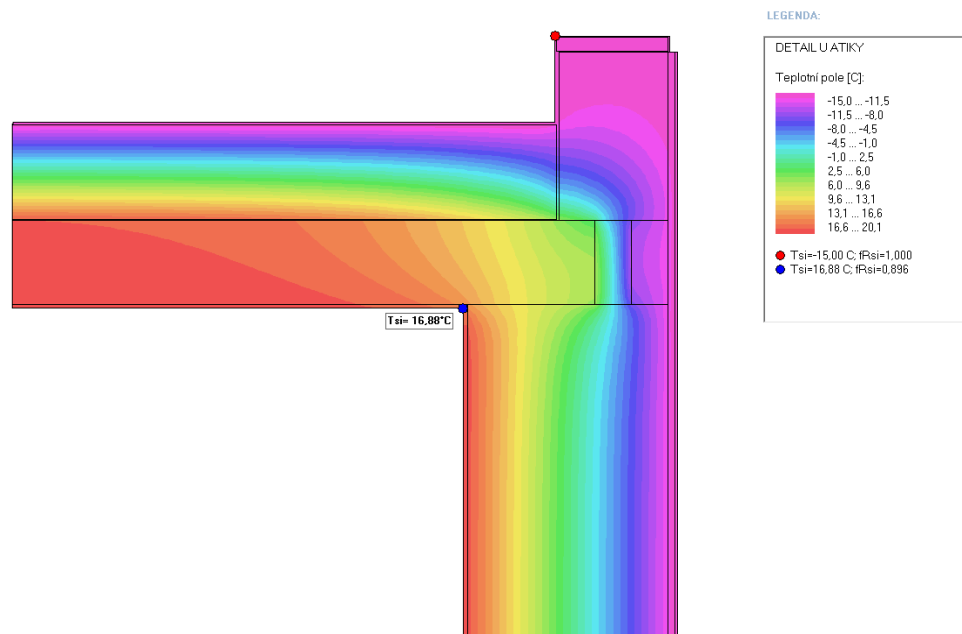 LEGENDA:
DETAIL U ATIKY
Teplotní pole [C]:
-15,0 ... -11,5
-11,5 ... -8,0
-8,0 ... -4,5
-4,5 ... -1,0
-1,0 ... 2,5
2,5 ... 6,0
6,0 ... 9,6
9,6 ... 13,1
13,1 ... 16,6
16,6 ... 20,1
Tsi=-15,00 C; fRsi=1,000
Tsi=16,88 C; fRsi=0,896
Tsi= 16,88°C